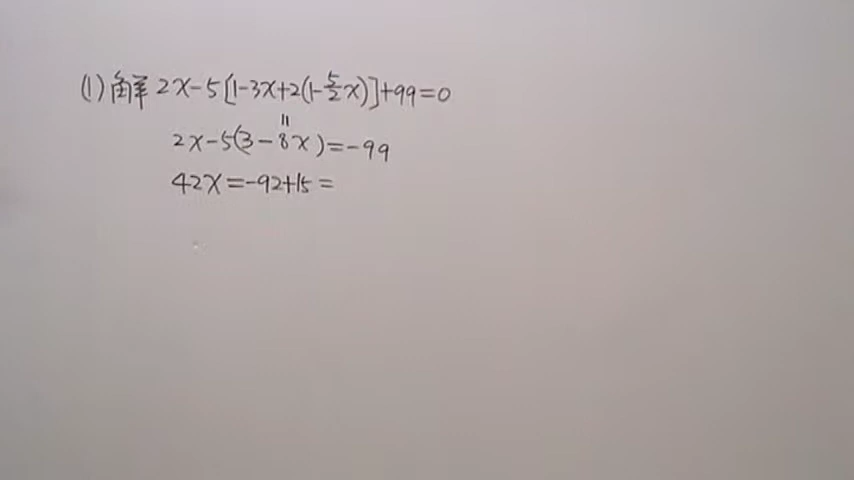 (1) 解 2x-5[1-3x+2(1-5/2x)]+99=0
=
2x-5(3-8x)=-99
42x=-92+15=